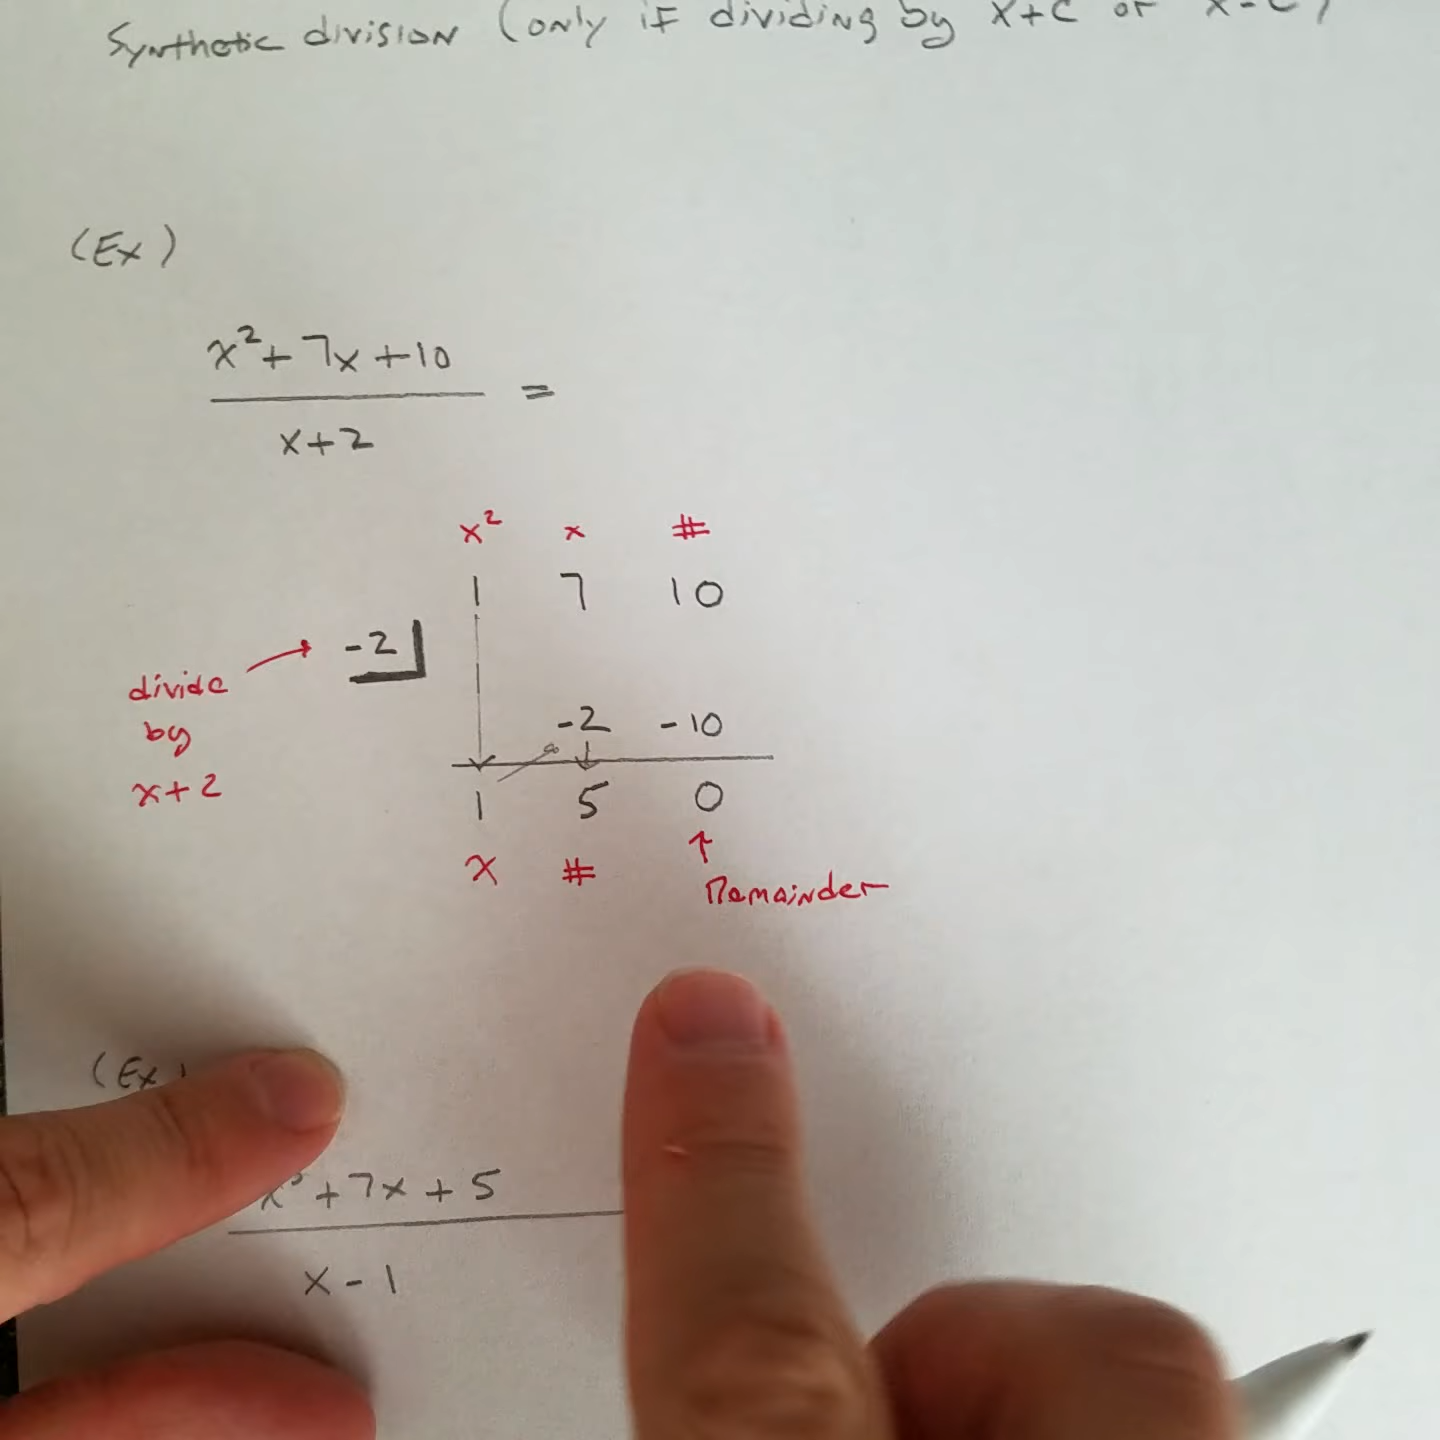 Synthetic division (only if dividing by x+c or x-c)
(Ex)
x²+7x+10
=
x+2
x² x #
1 7 10
-2
divide
by
x+2
-2 -10
1 5 0
x #
Remainder
(Ex)
+7x+5
x-1